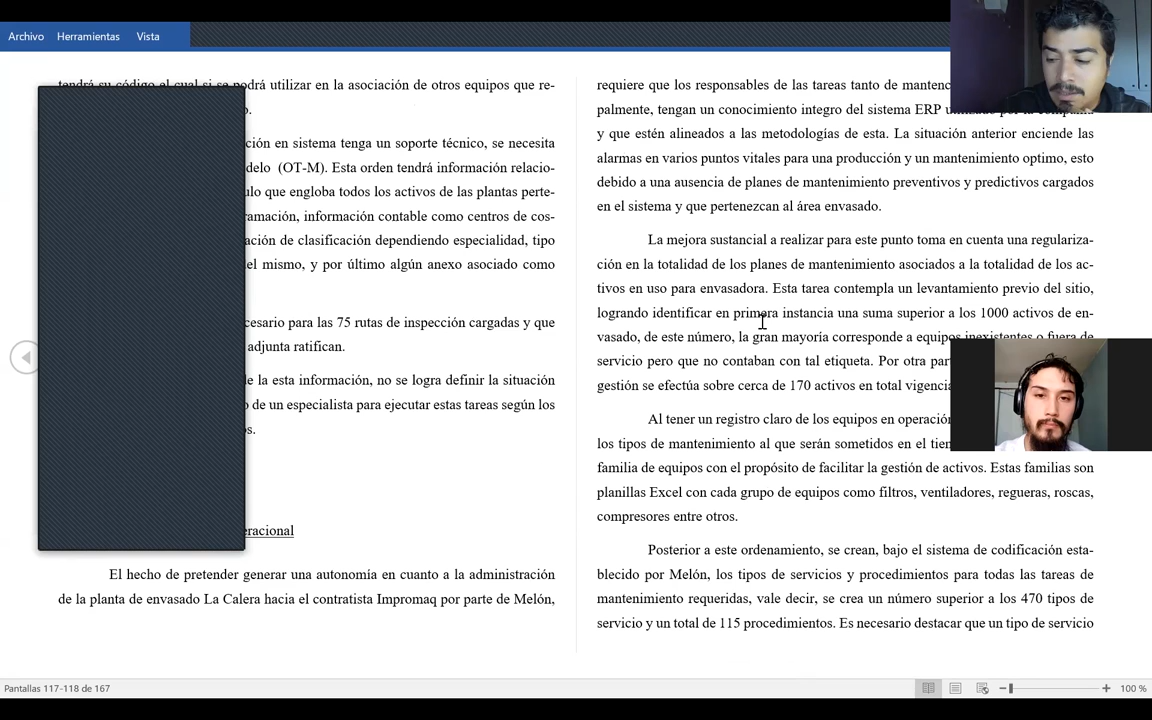 Archivo Herramientas Vista
tendrá su código el cual si se podrá utilizar en la asociación de otros equipos que re-
ción en sistema tenga un soporte técnico, se necesita
delo (OT-M). Esta orden tendrá información relacio-
ulo que engloba todos los activos de las plantas perte-
ramación, información contable como centros de cos-
ación de clasificación dependiendo especialidad, tipo
el mismo, y por último algún anexo asociado como
cesario para las 75 rutas de inspección cargadas y que
adjunta ratifican.
de la esta información, no se logra definir la situación
o de un especialista para ejecutar estas tareas según los
os.
eracional
El hecho de pretender generar una autonomía en cuanto a la administración
de la planta de envasado La Calera hacia el contratista Impromaq por parte de Melón,
requiere que los responsables de las tareas tanto de
palmente, tengan un conocimiento integro del sistema ERP
y que estén alineados a las metodologías de esta. La situación anterior enciende las
alarmas en varios puntos vitales para una producción y un mantenimiento optimo, esto
debido a una ausencia de planes de mantenimiento preventivos y predictivos cargados
en el sistema y que pertenezcan al área envasado.
La mejora sustancial a realizar para este punto toma en cuenta una regulariza-
ción en la totalidad de los planes de mantenimiento asociados a la totalidad de los ac-
tivos en uso para envasadora. Esta tarea contempla un levantamiento previo del sitio,
logrando identificar en primera instancia una suma superior a los 1000 activos de en-
vasado, de este número, la gran mayoría corresponde a equipos inexistentes o fuera de
servicio pero que no contaban con tal etiqueta. Por otra
gestión se efectúa sobre cerca de 170 activos en total
Al tener un registro claro de los equipos en
los tipos de mantenimiento al que serán sometidos en el
familia de equipos con el propósito de facilitar la gestión de activos. Estas familias son
planillas Excel con cada grupo de equipos como filtros, ventiladores, regueras, roscas,
compresores entre otros.
Posterior a este ordenamiento, se crean, bajo el sistema de codificación esta-
blecido por Melón, los tipos de servicios y procedimientos para todas las tareas de
mantenimiento requeridas, vale decir, se crea un número superior a los 470 tipos de
servicio y un total de 115 procedimientos. Es necesario destacar que un tipo de servicio
Pantallas 117-118 de 167
100 %